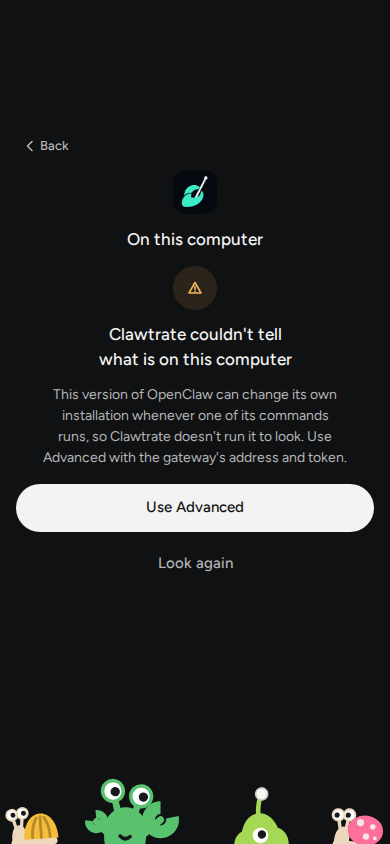 Back
On this computer
Clawtrate couldn't tell
what is on this computer
This version of OpenClaw can change its own
installation whenever one of its commands
runs, so Clawtrate doesn't run it to look. Use
Advanced with the gateway's address and token.
Use Advanced
Look again